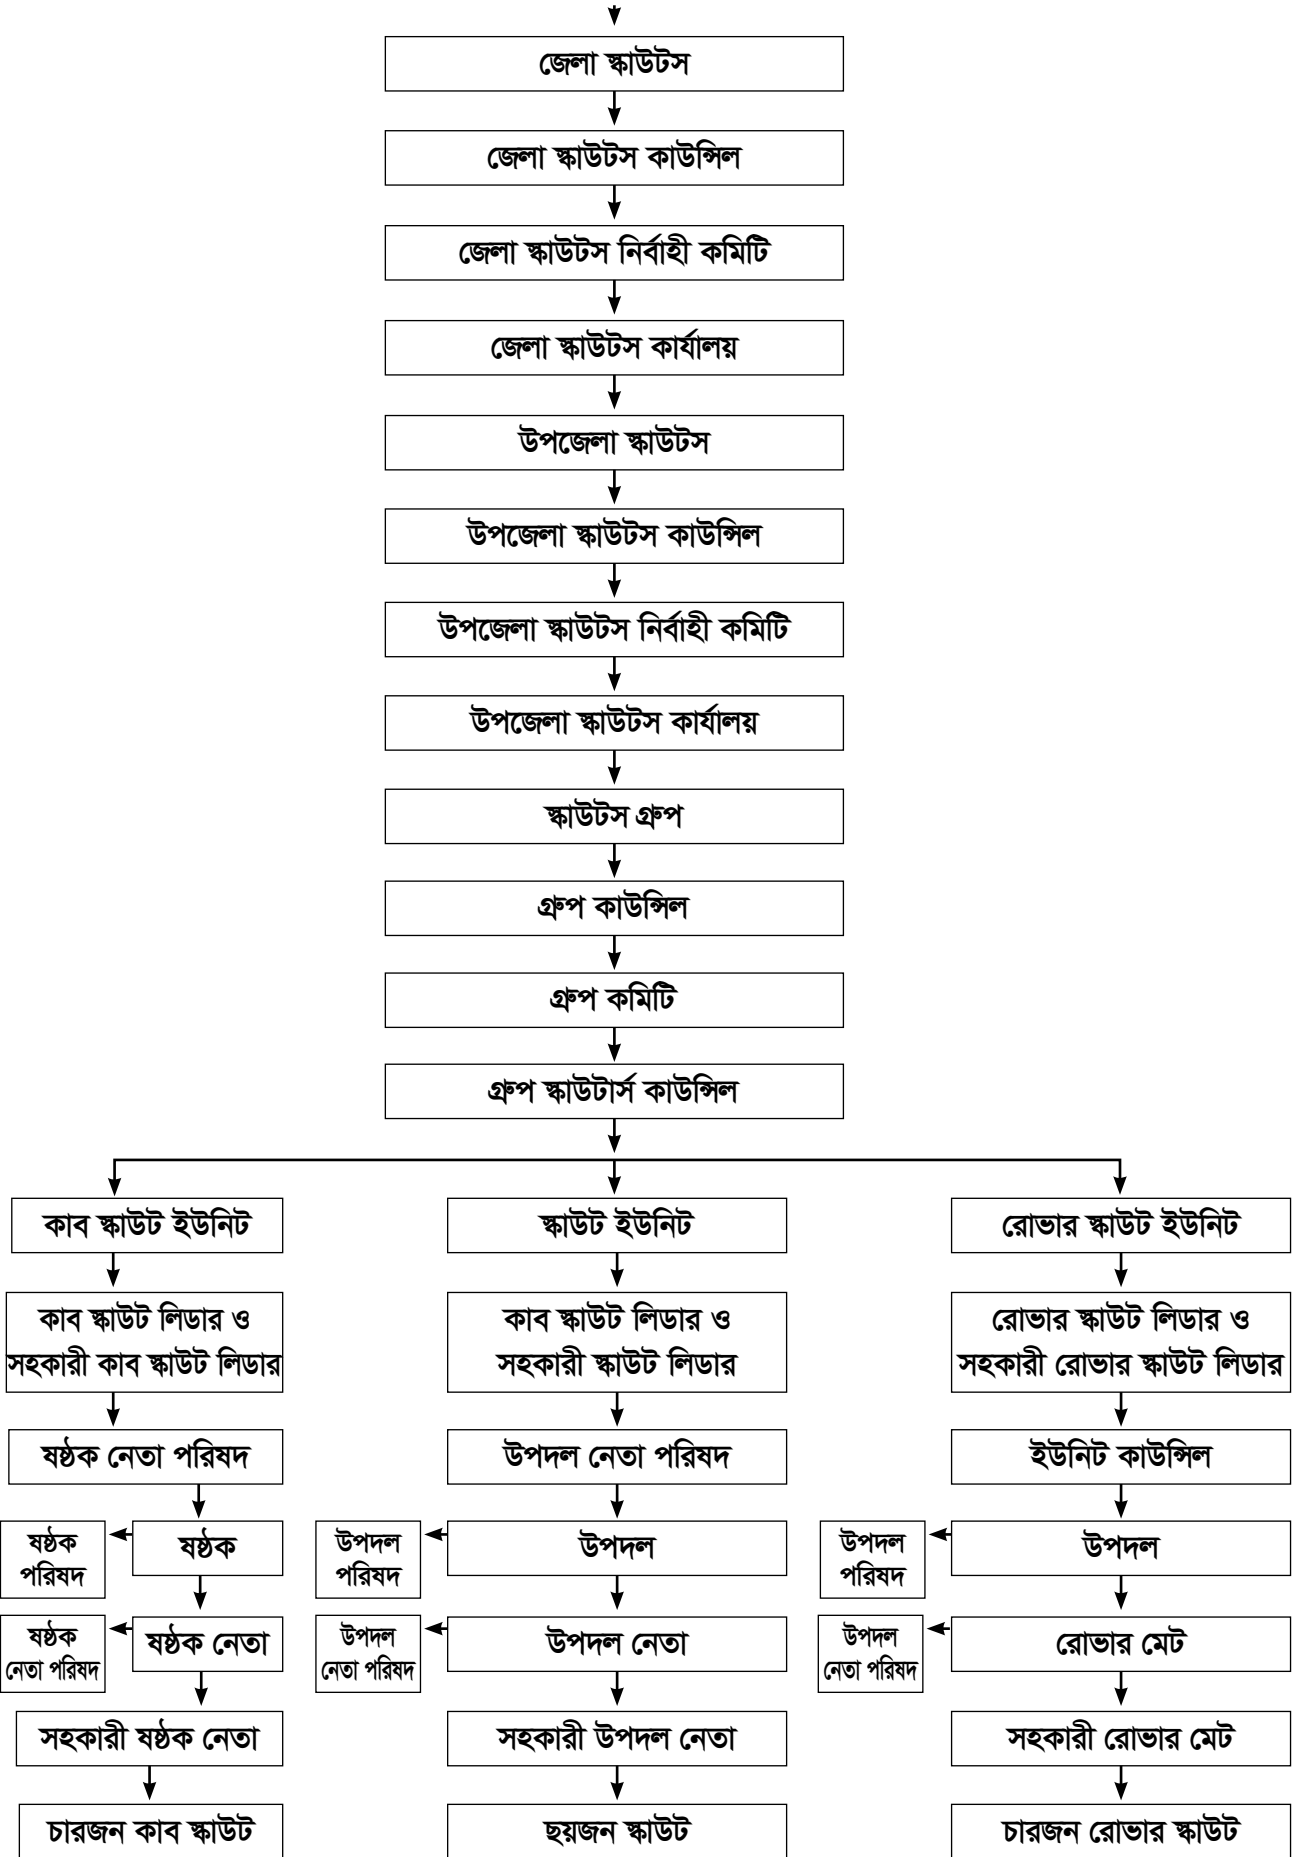 জেলা স্কাউটস
জেলা স্কাউটস কাউন্সিল
জেলা স্কাউটস নির্বাহী কমিটি
জেলা স্কাউটস কার্যালয়
উপজেলা স্কাউটস
উপজেলা স্কাউটস কাউন্সিল
উপজেলা স্কাউটস নির্বাহী কমিটি
উপজেলা স্কাউটস কার্যালয়
স্কাউটস গ্রুপ
গ্রুপ কাউন্সিল
গ্রুপ কমিটি
গ্রুপ স্কাউটার্স কাউন্সিল
কাব স্কাউট ইউনিট
স্কাউট ইউনিট
রোভার স্কাউট ইউনিট
কাব স্কাউট লিডার ও
সহকারী কাব স্কাউট লিডার
কাব স্কাউট লিডার ও
সহকারী স্কাউট লিডার
রোভার স্কাউট লিডার ও
সহকারী রোভার স্কাউট লিডার
ষষ্ঠক নেতা পরিষদ
উপদল নেতা পরিষদ
ইউনিট কাউন্সিল
ষষ্ঠক
পরিষদ
ষষ্ঠক
উপদল
পরিষদ
উপদল
উপদল
পরিষদ
উপদল
ষষ্ঠক
নেতা পরিষদ
ষষ্ঠক নেতা
উপদল
নেতা পরিষদ
উপদল নেতা
উপদল
নেতা পরিষদ
রোভার মেট
সহকারী ষষ্ঠক নেতা
সহকারী উপদল নেতা
সহকারী রোভার মেট
চারজন কাব স্কাউট
ছয়জন স্কাউট
চারজন রোভার স্কাউট